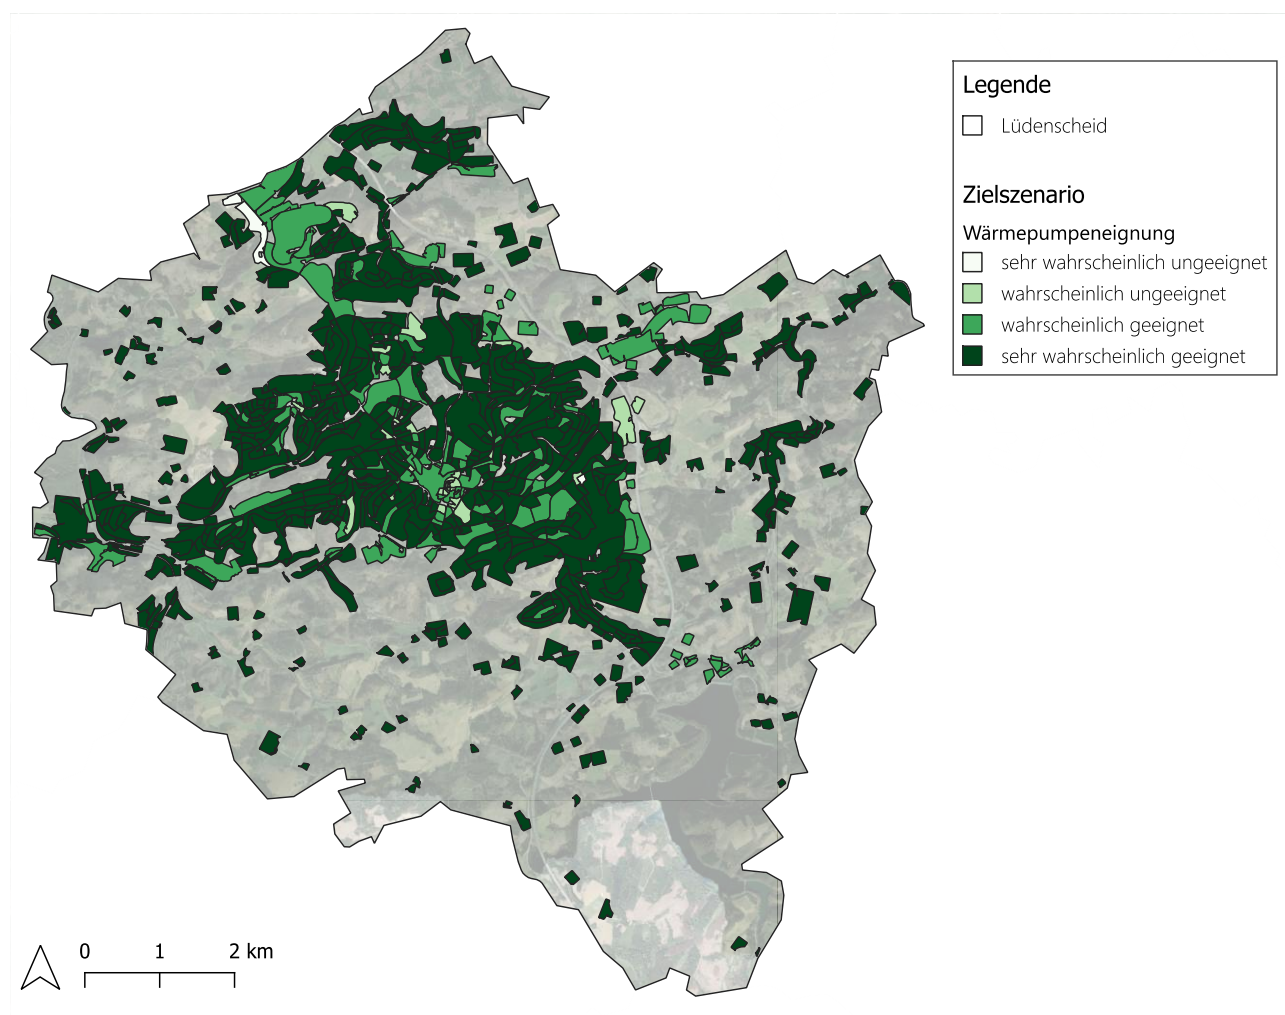 Legende
Lüdenscheid
Zielszenario
Wärmepumpeneignung
sehr wahrscheinlich ungeeignet
wahrscheinlich ungeeignet
wahrscheinlich geeignet
sehr wahrscheinlich geeignet
0 1 2 km